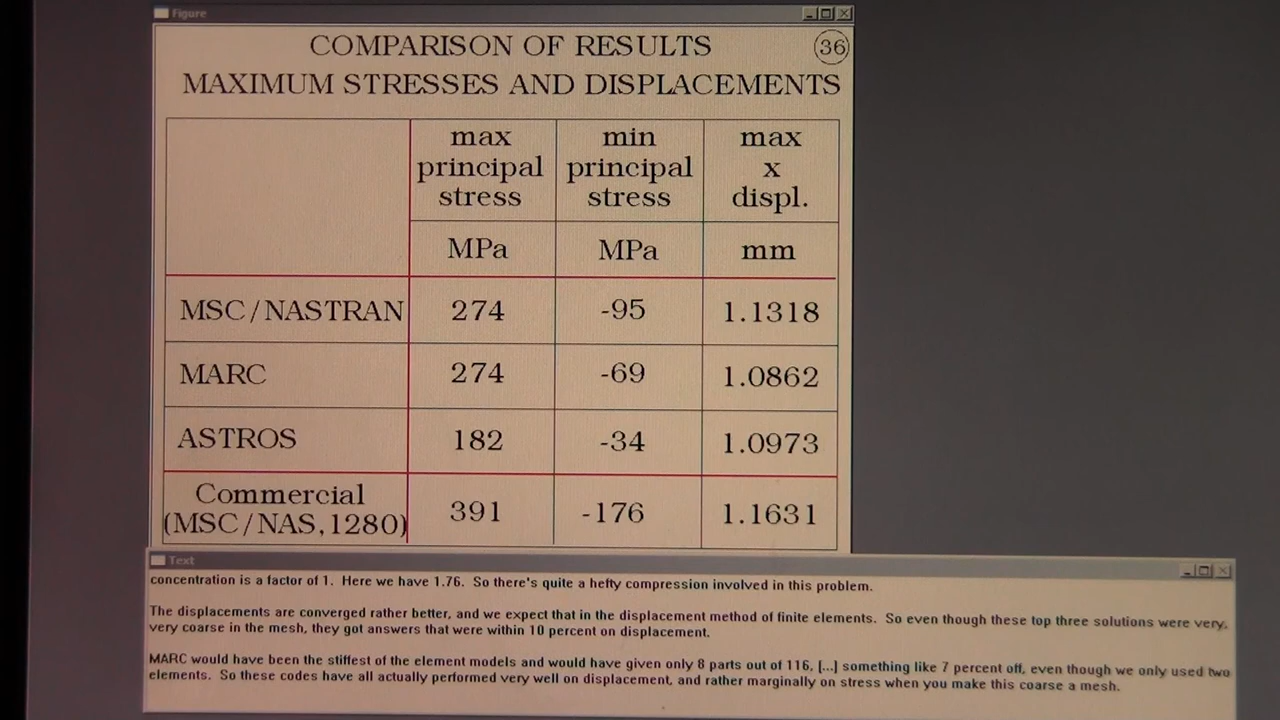 Figure
COMPARISON OF RESULTS
36
MAXIMUM STRESSES AND DISPLACEMENTS
max principal stress min principal stress max x displ.
MPa MPa mm
MSC/NASTRAN 274 -95 1.1318
MARC 274 -69 1.0862
ASTROS 182 -34 1.0973
Commercial (MSC/NAS,1280) 391 -176 1.1631
Text
concentration is a factor of 1. Here we have 1.76. So there's quite a hefty compression involved in this problem.
The displacements are converged rather better, and we expect that in the displacement method of finite elements. So even though these top three solutions were very,
very coarse in the mesh, they got answers that were within 10 percent on displacement.
MARC would have been the stiffest of the element models and would have given only 8 parts out of 116, [...] something like 7 percent off, even though we only used two
elements. So these codes have all actually performed very well on displacement, and rather marginally on stress when you make this coarse a mesh.